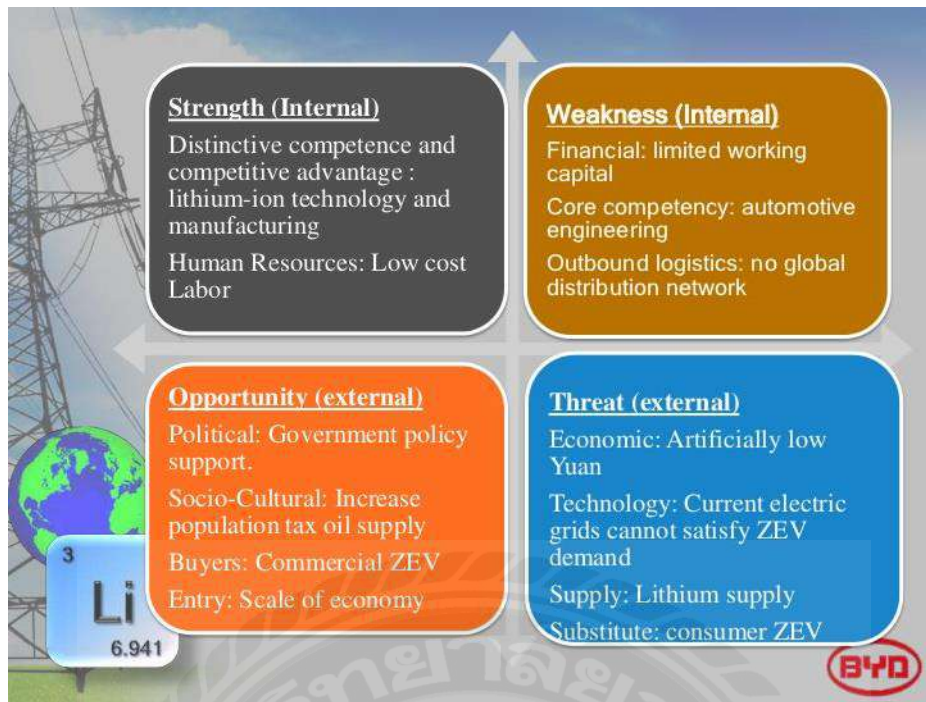 Strength (Internal)
Distinctive competence and
competitive advantage :
lithium-ion technology and
manufacturing
Human Resources: Low cost
Labor
Weakness (Internal)
Financial: limited working
capital
Core competency: automotive
engineering
Outbound logistics: no global
distribution network
Opportunity (external)
Political: Government policy
support.
Socio-Cultural: Increase
population tax oil supply
Buyers: Commercial ZEV
Entry: Scale of economy
Threat (external)
Economic: Artificially low
Yuan
Technology: Current electric
grids cannot satisfy ZEV
demand
Supply: Lithium supply
Substitute: consumer ZEV
3
Li
6.941
BYD